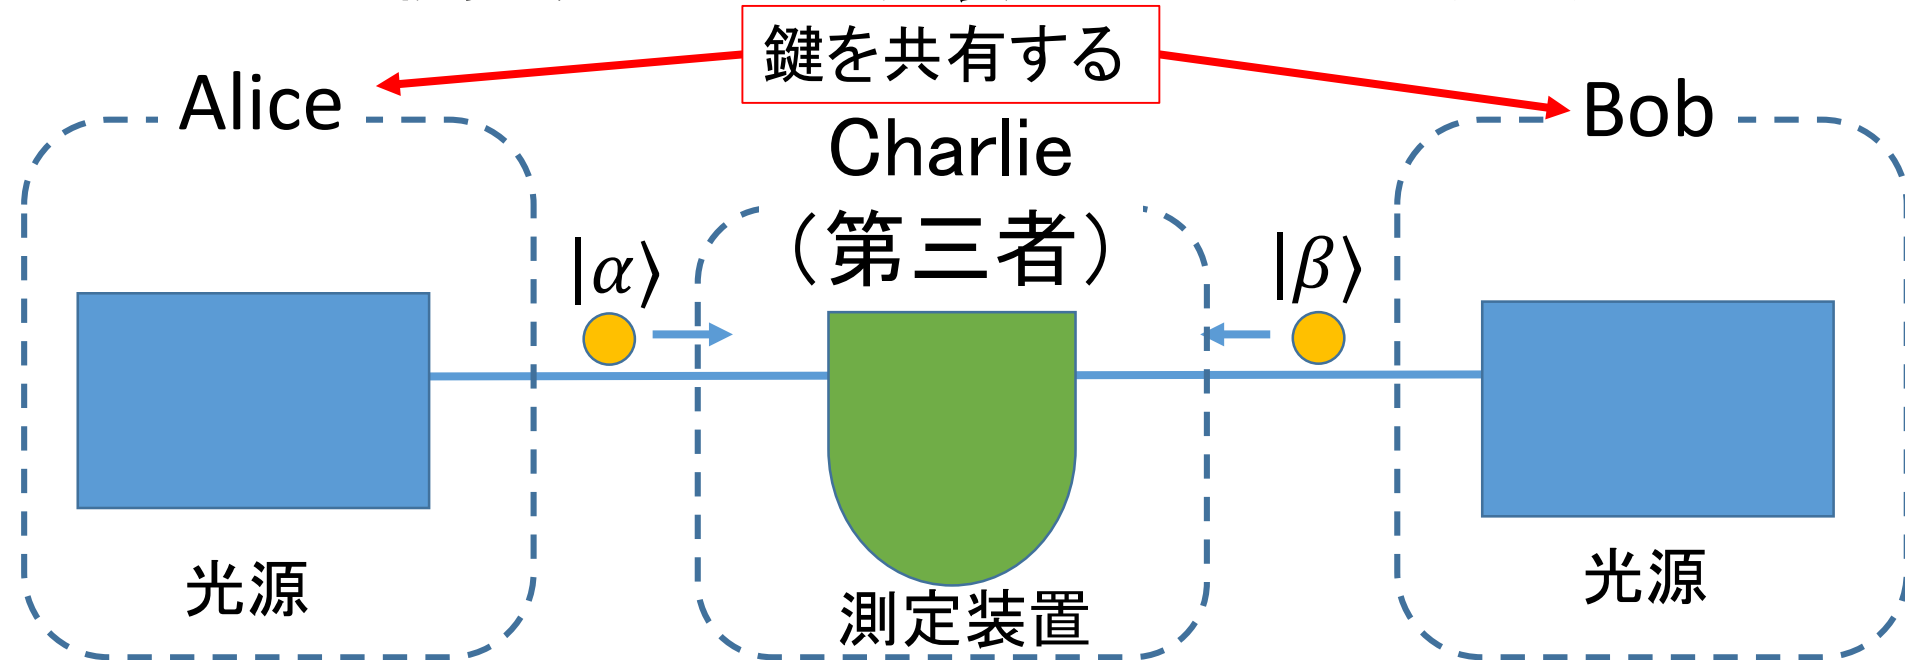 鍵を共有する
Alice
Bob
Charlie
（第三者）
|α⟩
|β⟩
光源
測定装置
光源